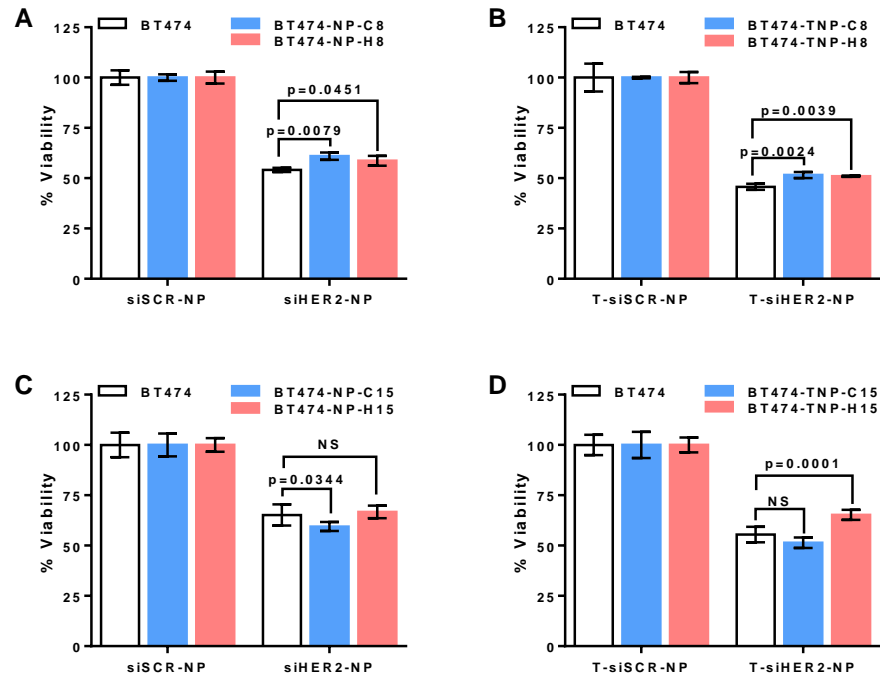 A
BT474
BT474-NP-C8
BT474-NP-H8
125
100
75
50
25
0
% Viability
p=0.0451
p=0.0079
siSCR-NP
siHER2-NP
B
BT474
BT474-TNP-C8
BT474-TNP-H8
125
100
75
50
25
0
% Viability
p=0.0039
p=0.0024
T-siSCR-NP
T-siHER2-NP
C
BT474
BT474-NP-C15
BT474-NP-H15
125
100
75
50
25
0
% Viability
NS
p=0.0344
siSCR-NP
siHER2-NP
D
BT474
BT474-TNP-C15
BT474-TNP-H15
125
100
75
50
25
0
% Viability
p=0.0001
NS
T-siSCR-NP
T-siHER2-NP